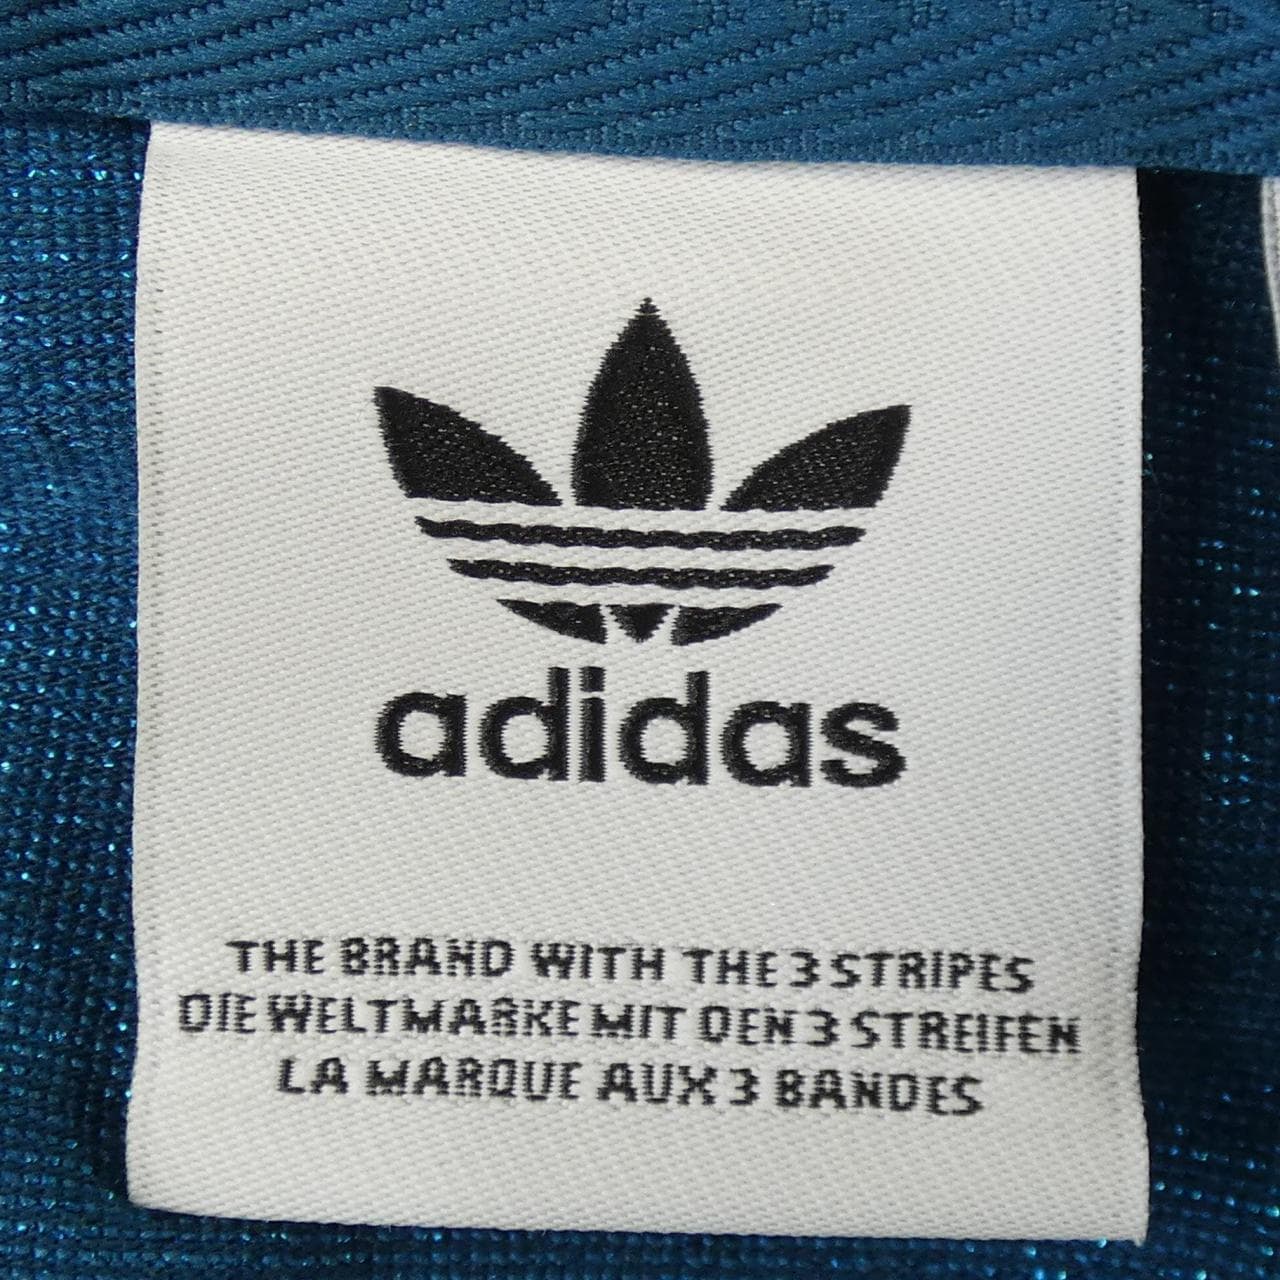 adidas
THE BRAND WITH THE 3 STRIPES
DIE WELTMARKE MIT DEN 3 STREIFEN
LA MARQUE AUX 3 BANDES